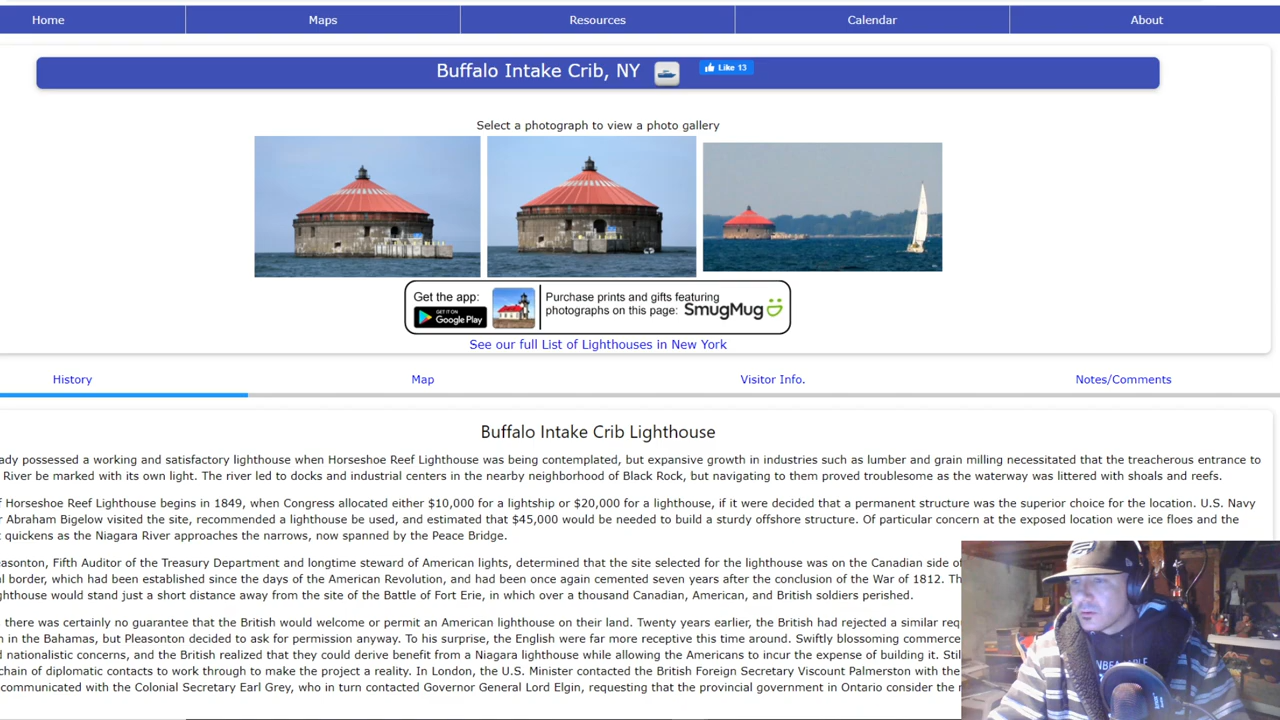 Home Maps Resources Calendar About
Buffalo Intake Crib, NY Like 13
Select a photograph to view a photo gallery
Get the app:
GET IT ON
Google Play
Purchase prints and gifts featuring
photographs on this page: SmugMug
See our full List of Lighthouses in New York
History Map Visitor Info. Notes/Comments
Buffalo Intake Crib Lighthouse
ady possessed a working and satisfactory lighthouse when Horseshoe Reef Lighthouse was being contemplated, but expansive growth in industries such as lumber and grain milling necessitated that the treacherous entrance to
River be marked with its own light. The river led to docks and industrial centers in the nearby neighborhood of Black Rock, but navigating to them proved troublesome as the waterway was littered with shoals and reefs.
f Horseshoe Reef Lighthouse begins in 1849, when Congress allocated either $10,000 for a lightship or $20,000 for a lighthouse, if it were decided that a permanent structure was the superior choice for the location. U.S. Navy
r Abraham Bigelow visited the site, recommended a lighthouse be used, and estimated that $45,000 would be needed to build a sturdy offshore structure. Of particular concern at the exposed location were ice floes and the
t quickens as the Niagara River approaches the narrows, now spanned by the Peace Bridge.
easonton, Fifth Auditor of the Treasury Department and longtime steward of American lights, determined that the site selected for the lighthouse was on the Canadian side of
al border, which had been established since the days of the American Revolution, and had been once again cemented seven years after the conclusion of the War of 1812. Th
ghthouse would stand just a short distance away from the site of the Battle of Fort Erie, in which over a thousand Canadian, American, and British soldiers perished.
there was certainly no guarantee that the British would welcome or permit an American lighthouse on their land. Twenty years earlier, the British had rejected a similar requ
n in the Bahamas, but Pleasonton decided to ask for permission anyway. To his surprise, the English were far more receptive this time around. Swiftly blossoming commerce
d nationalistic concerns, and the British realized that they could derive benefit from a Niagara lighthouse while allowing the Americans to incur the expense of building it. Stil
chain of diplomatic contacts to work through to make the project a reality. In London, the U.S. Minister contacted the British Foreign Secretary Viscount Palmerston with the
communicated with the Colonial Secretary Earl Grey, who in turn contacted Governor General Lord Elgin, requesting that the provincial government in Ontario consider the